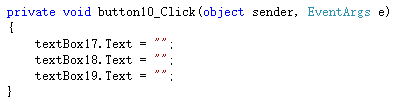 private void button10_Click(object sender, EventArgs e)
{
    textBox17.Text = "";
    textBox18.Text = "";
    textBox19.Text = "";
}